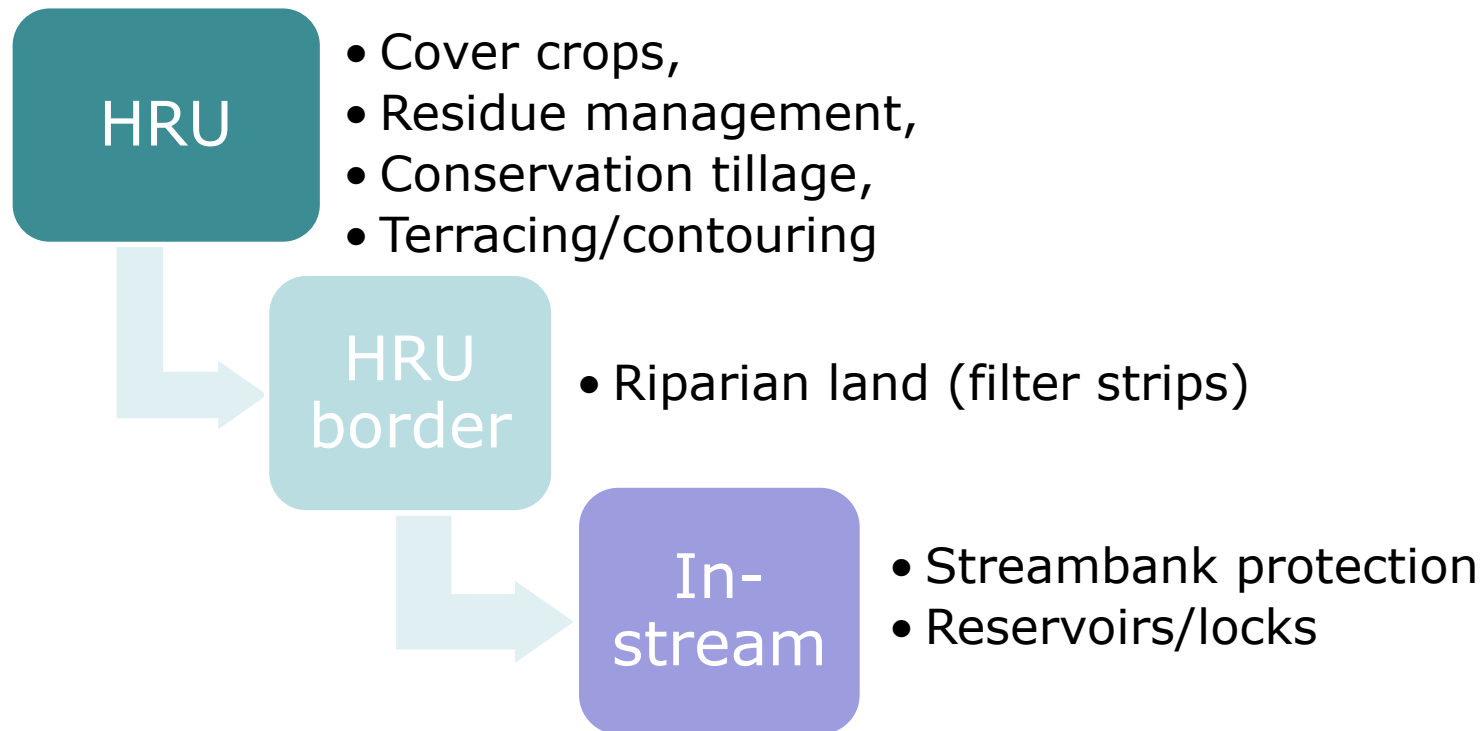 HRU
• Cover crops,
• Residue management,
• Conservation tillage,
• Terracing/contouring
HRU
border
• Riparian land (filter strips)
In-
stream
• Streambank protection
• Reservoirs/locks